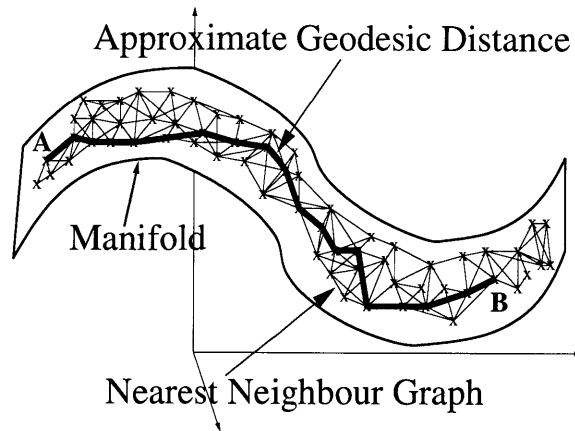 Approximate Geodesic Distance
A
Manifold
B
Nearest Neighbour Graph